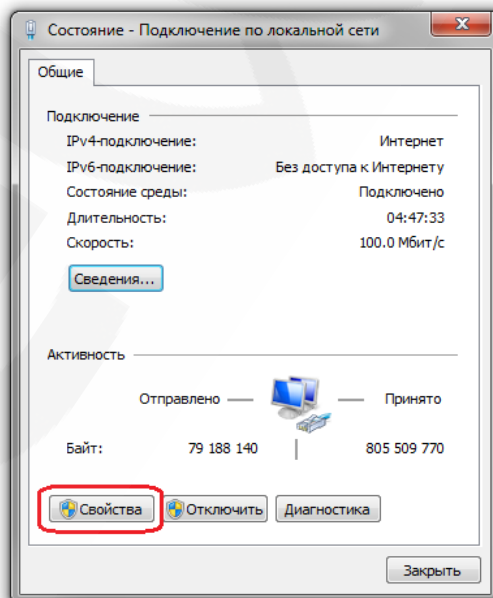 Состояние - Подключение по локальной сети
Общие
Подключение
IPv4-подключение: Интернет
IPv6-подключение: Без доступа к Интернету
Состояние среды: Подключено
Длительность: 04:47:33
Скорость: 100.0 Мбит/с
Сведения...
Активность
Отправлено — — Принято
Байт: 79 188 140 | 805 509 770
Свойства Отключить Диагностика
Закрыть